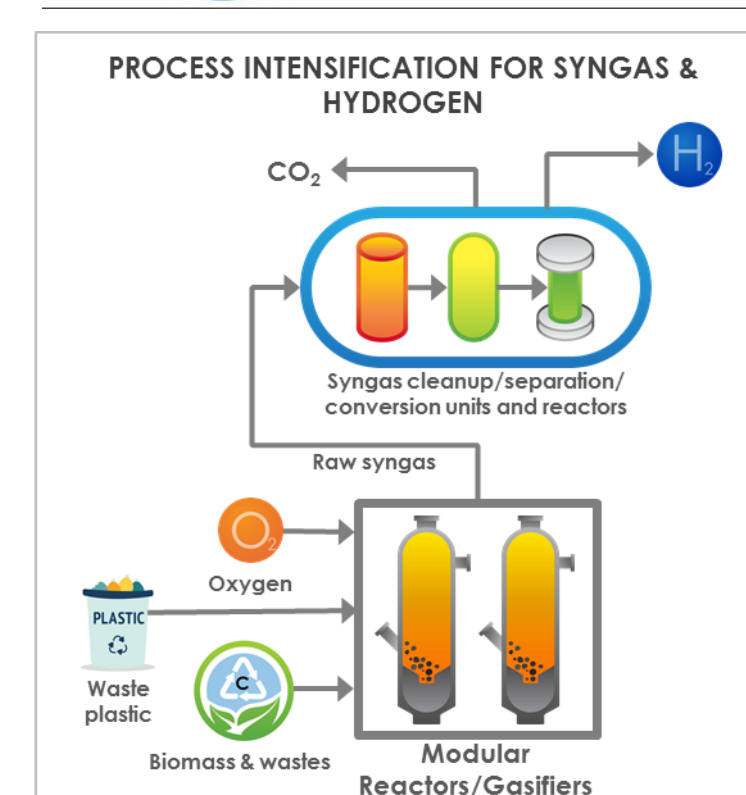 PROCESS INTENSIFICATION FOR SYNGAS &
HYDROGEN
CO₂
H₂
Syngas cleanup/separation/
conversion units and reactors
Raw syngas
O₂
Oxygen
PLASTIC
Waste
plastic
C
Biomass & wastes
Modular
Reactors/Gasifiers